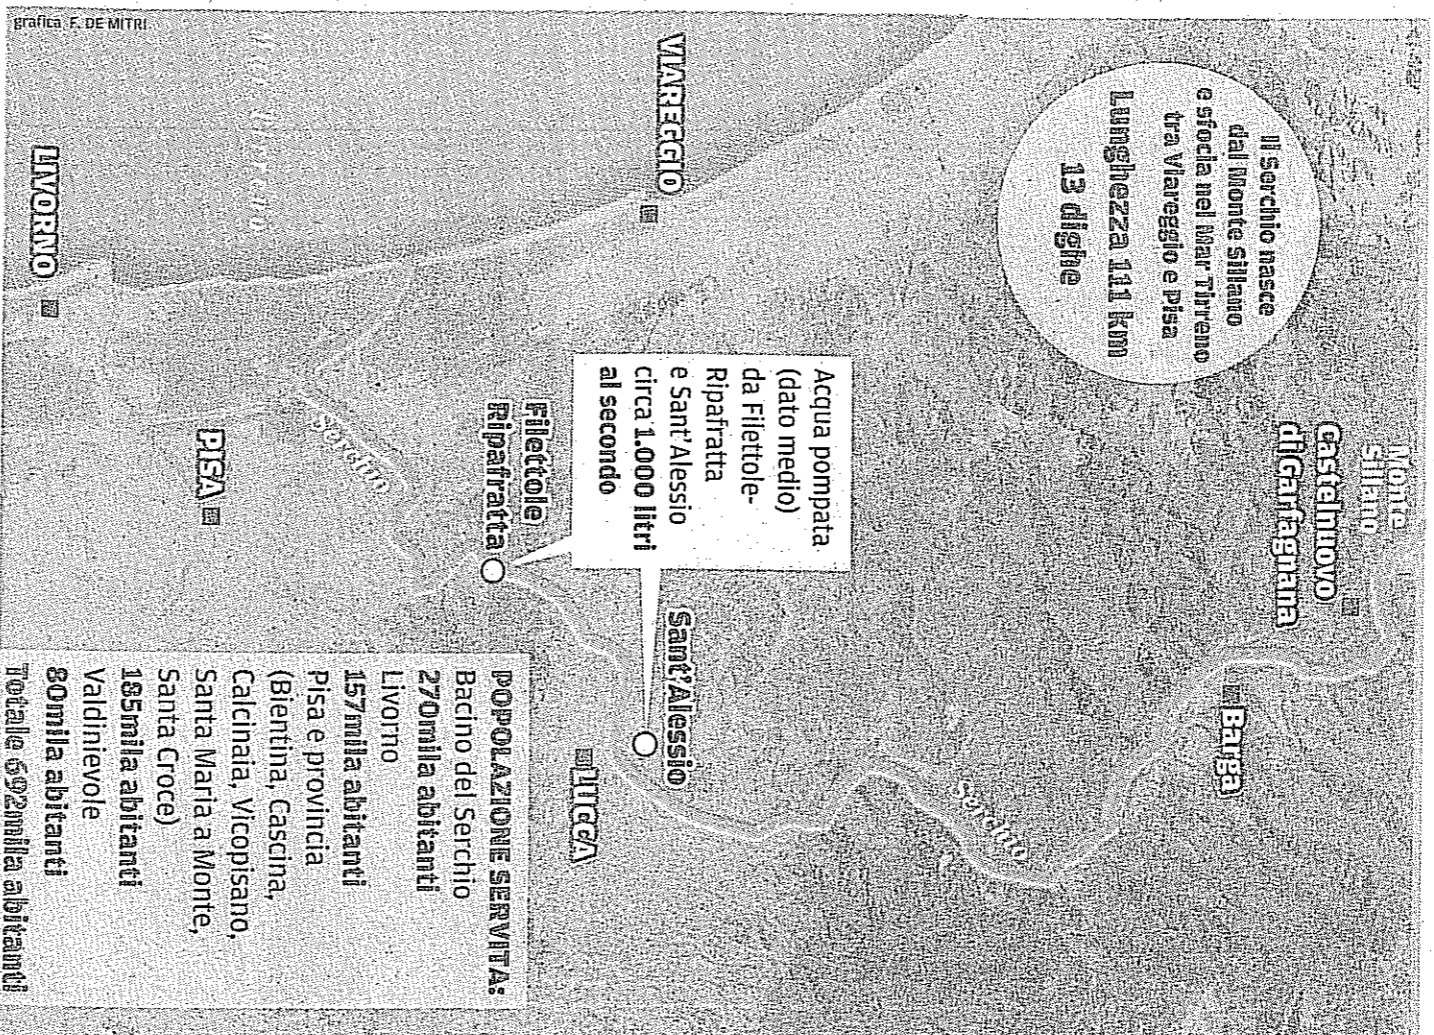 grafica F. DE MITRI
Il Serchio nasce
dal Monte Sillano
e sfocia nel Mar Tirreno
tra Viareggio e Pisa
Lunghezza 111 km
13 dighe
Monte
Sillano
Castelnuovo
di Garfagnana
Barga
Serchio
VIAREGGIO
Acqua pompata
(dato medio)
da Filettole-
Ripafratta
e Sant'Alessio
circa 1.000 litri
al secondo
Sant'Alessio
LUCCA
Filettole
Ripafratta
Serchio
PISA
LIVORNO
POPOLAZIONE SERVITA:
Bacino del Serchio
270mila abitanti
Livorno
157mila abitanti
Pisa e provincia
(Bientina, Cascina,
Calcinaia, Vicopisano,
Santa Maria a Monte,
Santa Croce)
185mila abitanti
Valdinievole
80mila abitanti
Totale 692mila abitanti